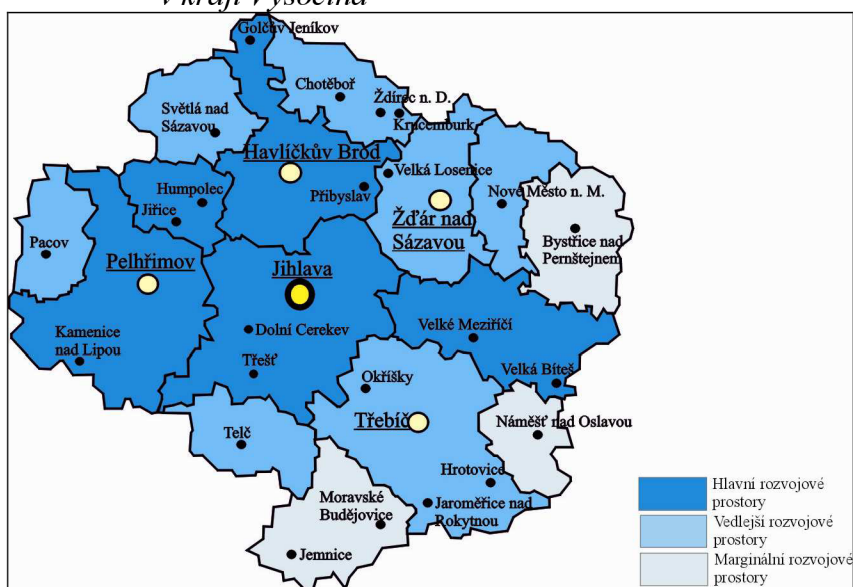 v kraji Vysočina
Golčův Jeníkov
Chotěboř
Ždírec n. D.
Krucemburk
Světlá nad
Sázavou
Havlíčkův Brod
Velká Losenice
Přibyslav
Humpolec
Jiřice
Nové Město n. M.
Žďár nad
Sázavou
Bystřice nad
Pernštejnem
Pacov
Pelhřimov
Jihlava
Dolní Cerekev
Velké Meziříčí
Kamenice
nad Lipou
Třešť
Okříšky
Velká Bíteš
Třebíč
Náměšť nad Oslavou
Telč
Hrotovice
Moravské
Budějovice
Jaroměřice nad
Rokytnou
Jemnice
Hlavní rozvojové
prostory
Vedlejší rozvojové
prostory
Marginální rozvojové
prostory